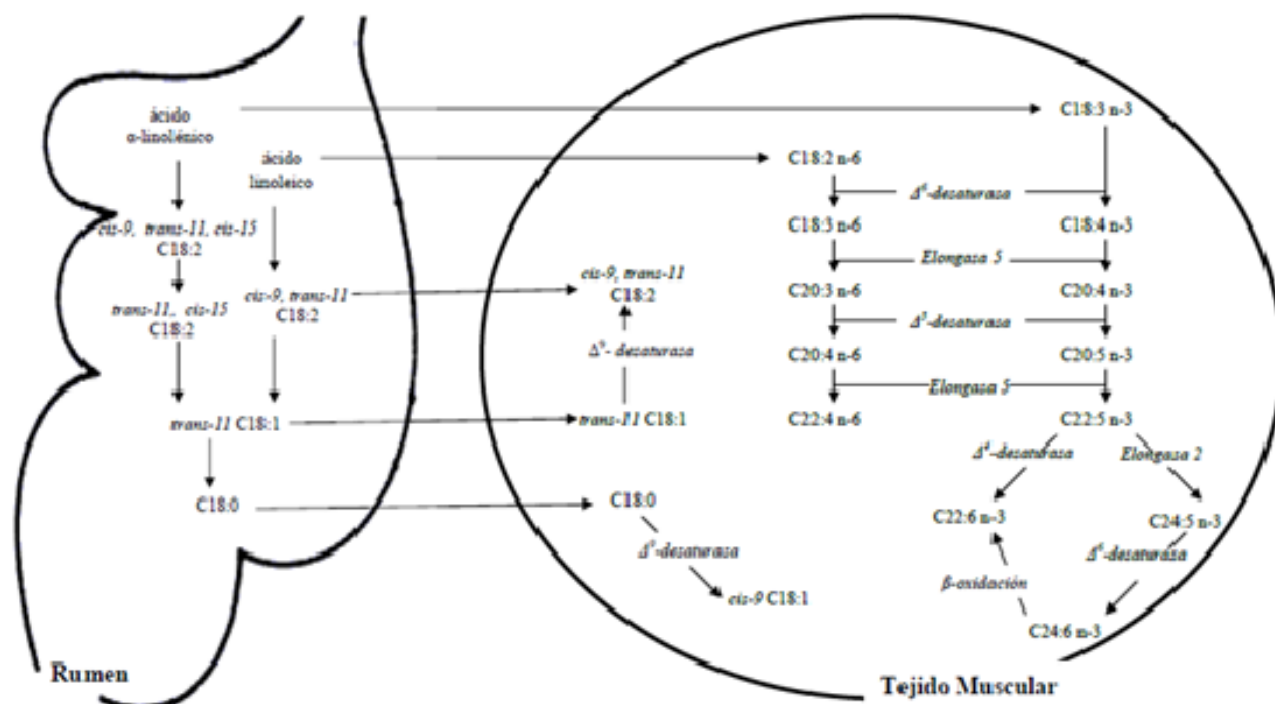 ácido
α-linolénico
ácido
limoleico
cis-9, trans-11, cis-15
C18:2
trans-11, cis-15
C18:2
cis-9, trans-11
C18:2
trans-11 C18:1
C18:0
Rumen
C18:3 n-3
C18:2 n-6
Δ⁶-desaturasa
C18:3 n-6
C18:4 n-3
Elongasa 5
cis-9, trans-11
C18:2
C20:3 n-6
C20:4 n-3
Δ⁵-desaturasa
Δ⁹- desaturasa
C20:4 n-6
C20:5 n-3
Elongasa 5
trans-11 C18:1
C22:4 n-6
C22:5 n-3
Δ⁴-desaturasa
Elongasa 2
C18:0
C22:6 n-3
C24:5 n-3
Δ⁹-desaturasa
Δ⁶-desaturasa
β-oxidación
cis-9 C18:1
C24:6 n-3
Tejido Muscular